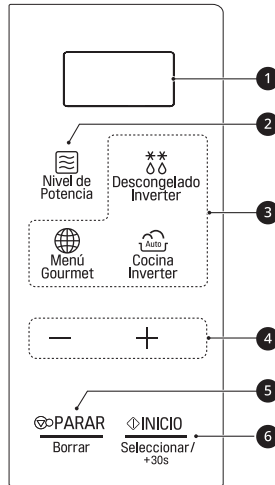 1
2
Nivel de
Potencia
Descongelado
Inverter
3
Menú
Gourmet
Auto
Cocina
Inverter
− +
4
5
PARAR
Borrar
INICIO
Seleccionar/
+30s
6